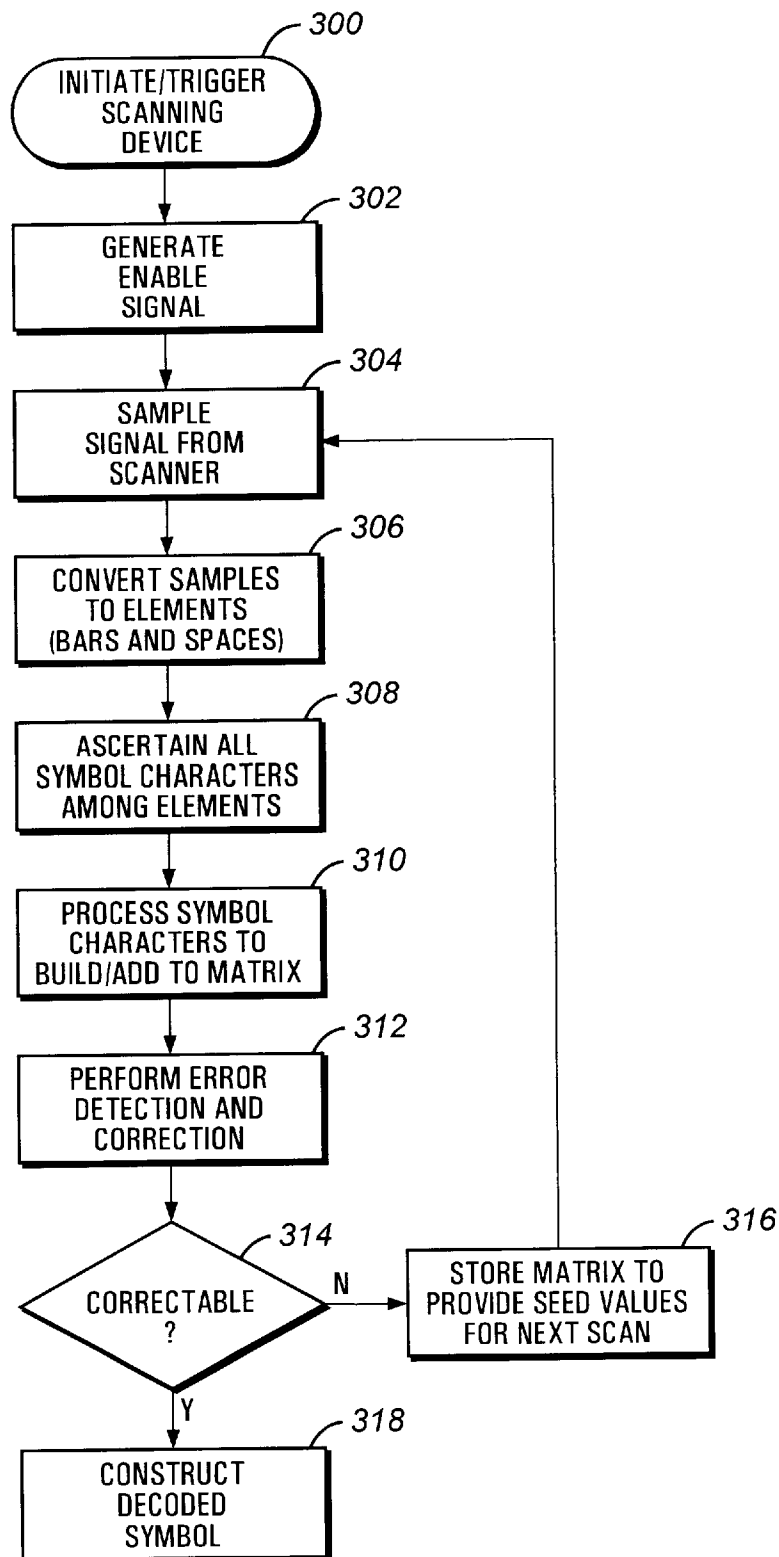 300
INITIATE/TRIGGER
SCANNING
DEVICE
302
GENERATE
ENABLE
SIGNAL
304
SAMPLE
SIGNAL FROM
SCANNER
306
CONVERT SAMPLES
TO ELEMENTS
(BARS AND SPACES)
308
ASCERTAIN ALL
SYMBOL CHARACTERS
AMONG ELEMENTS
310
PROCESS SYMBOL
CHARACTERS TO
BUILD/ADD TO MATRIX
312
PERFORM ERROR
DETECTION AND
CORRECTION
314
CORRECTABLE
?
N
316
STORE MATRIX TO
PROVIDE SEED VALUES
FOR NEXT SCAN
Y
318
CONSTRUCT
DECODED
SYMBOL